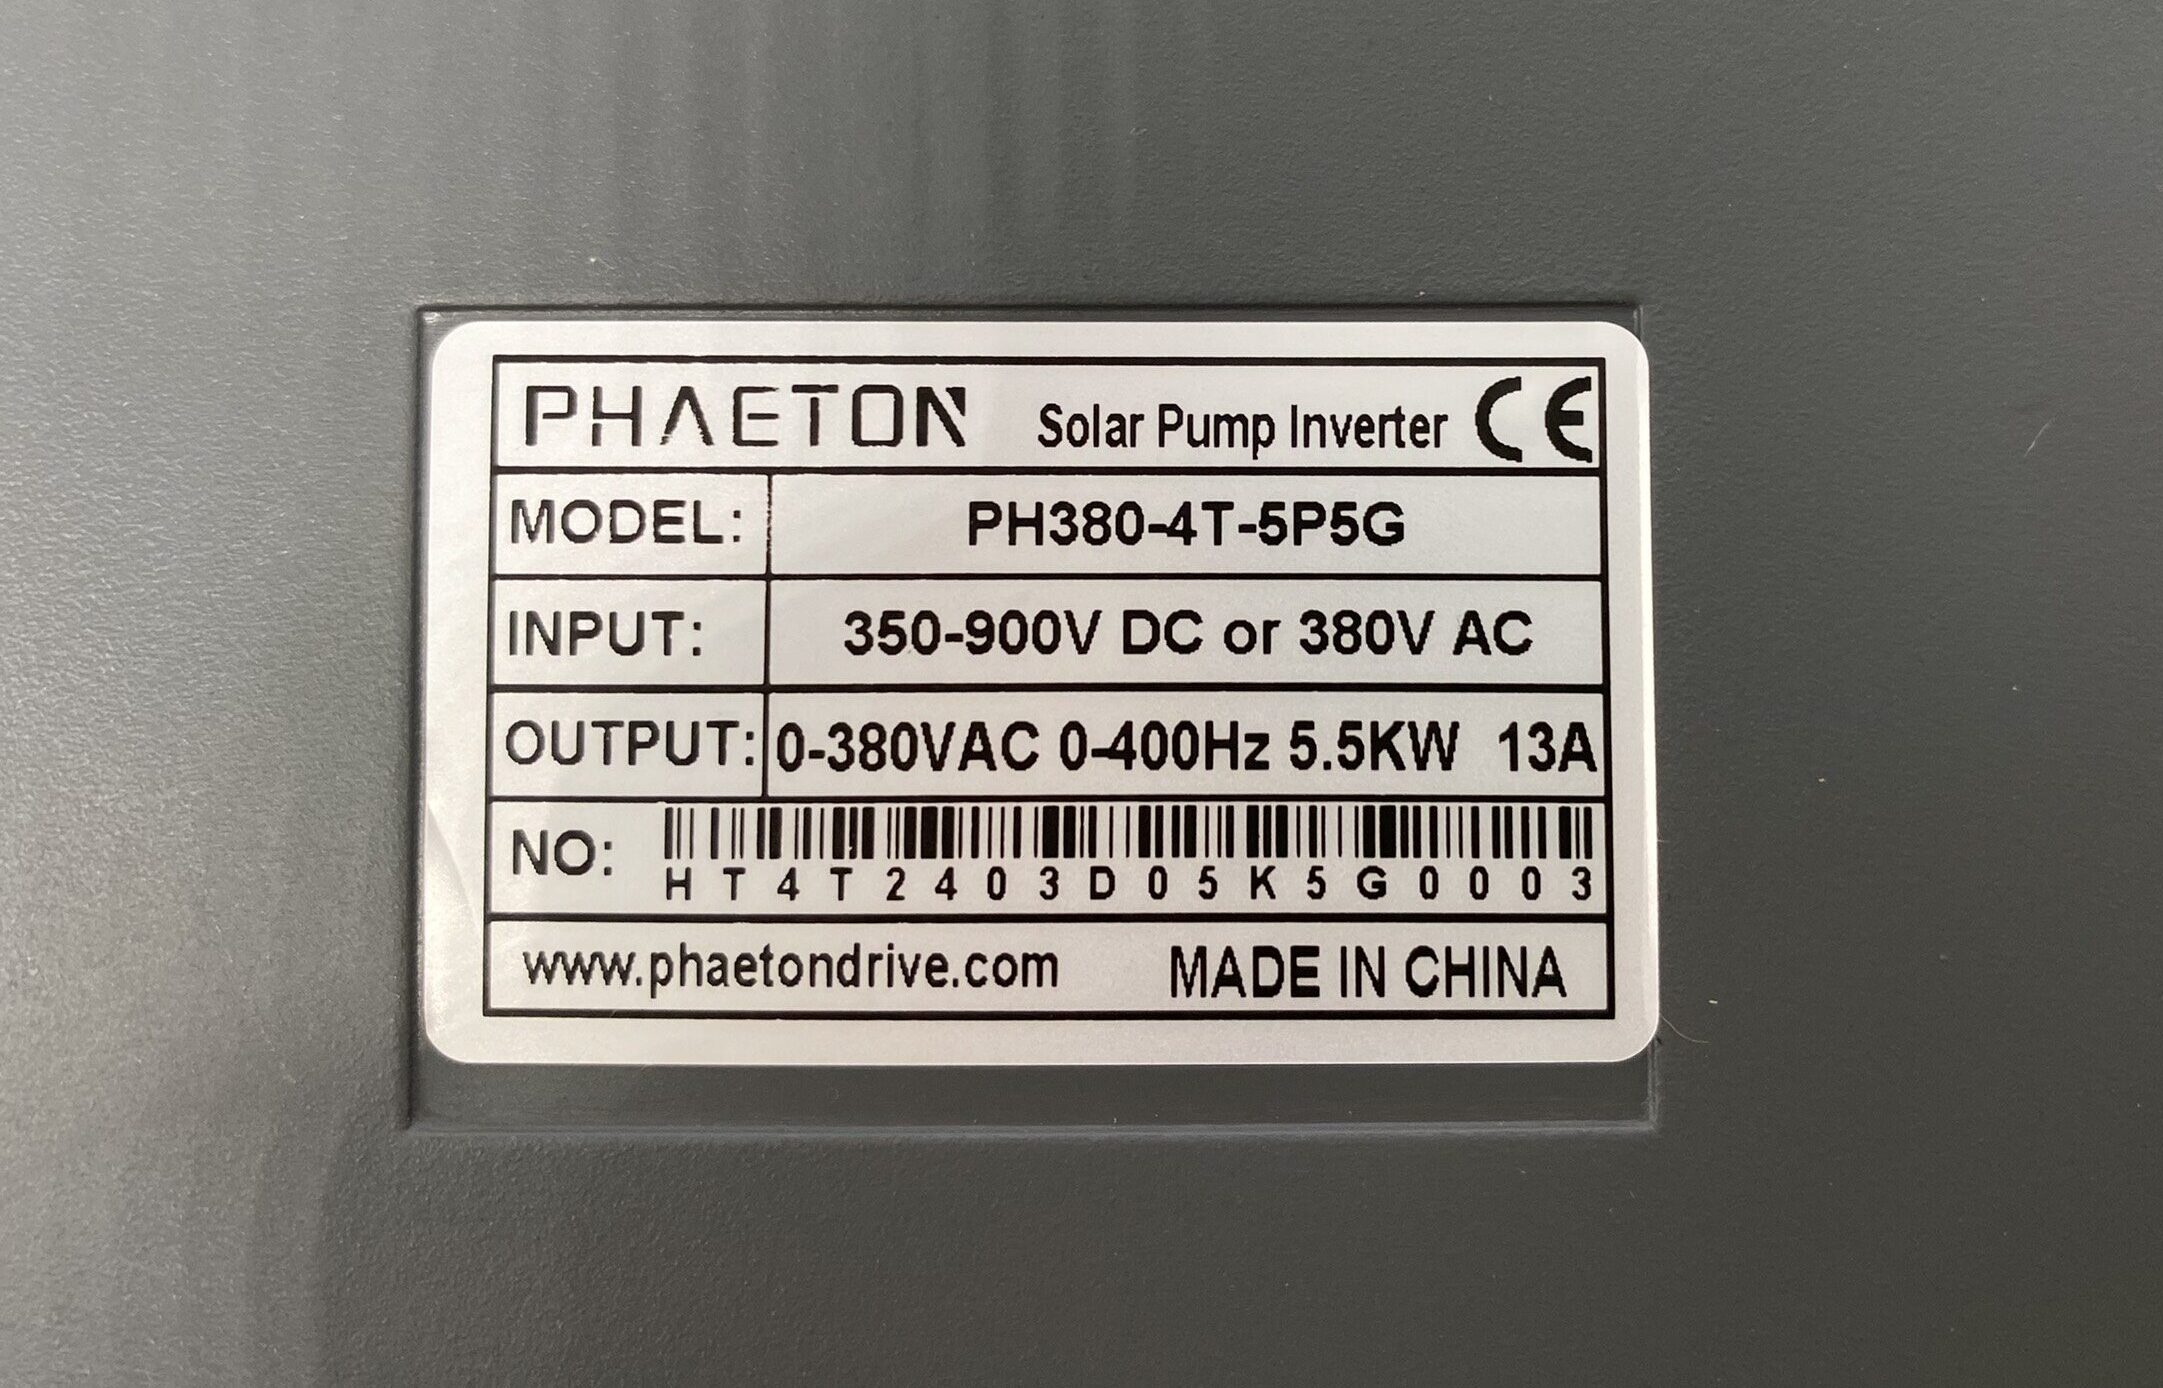 PHAETON Solar Pump Inverter CE
MODEL: PH380-4T-5P5G
INPUT: 350-900V DC or 380V AC
OUTPUT: 0-380VAC 0-400Hz 5.5KW 13A
NO: HT4T2403D05K5G0003
www.phaetondrive.com MADE IN CHINA